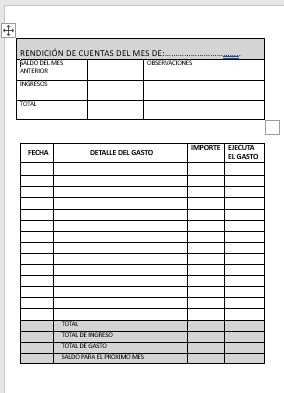 RENDICIÓN DE CUENTAS DEL MES DE:..............................
SALDO DEL MES
ANTERIOR
OBSERVACIONES
INGRESOS
TOTAL
FECHA DETALLE DEL GASTO IMPORTE EJECUTA
EL GASTO
TOTAL
TOTAL DE INGRESO
TOTAL DE GASTO
SALDO PARA EL PROXIMO MES